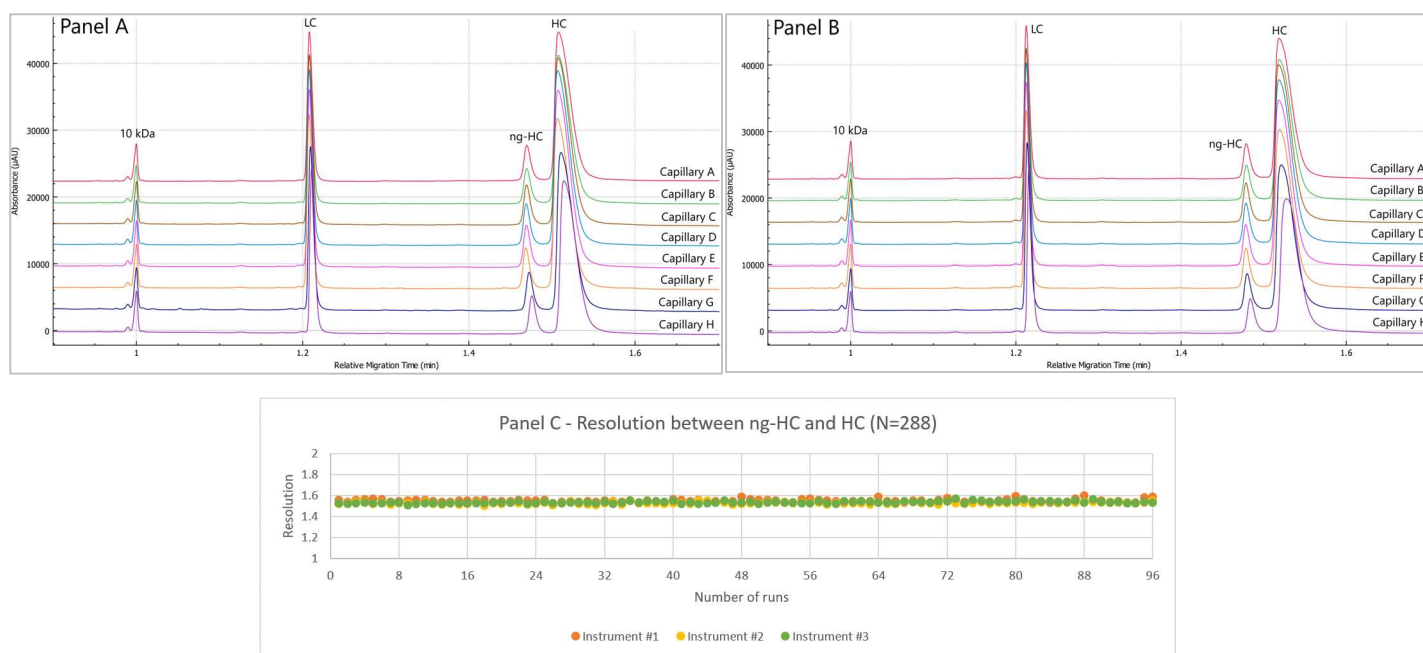 Panel A
LC
HC
40000
30000
20000
10000
0
Absorbance (µAU)
10 kDa
ng-HC
Capillary A
Capillary B
Capillary C
Capillary D
Capillary E
Capillary F
Capillary G
Capillary H
1
1.2
1.4
1.6
Relative Migration Time (min)
Panel B
LC
HC
40000
30000
20000
10000
0
Absorbance (µAU)
10 kDa
ng-HC
Capillary A
Capillary B
Capillary C
Capillary D
Capillary E
Capillary F
Capillary G
Capillary H
1
1.2
1.4
1.6
Relative Migration Time (min)
Panel C - Resolution between ng-HC and HC (N=288)
2
1.8
1.6
1.4
1.2
1
Resolution
0 8 16 24 32 40 48 56 64 72 80 88 96
Number of runs
Instrument #1 Instrument #2 Instrument #3